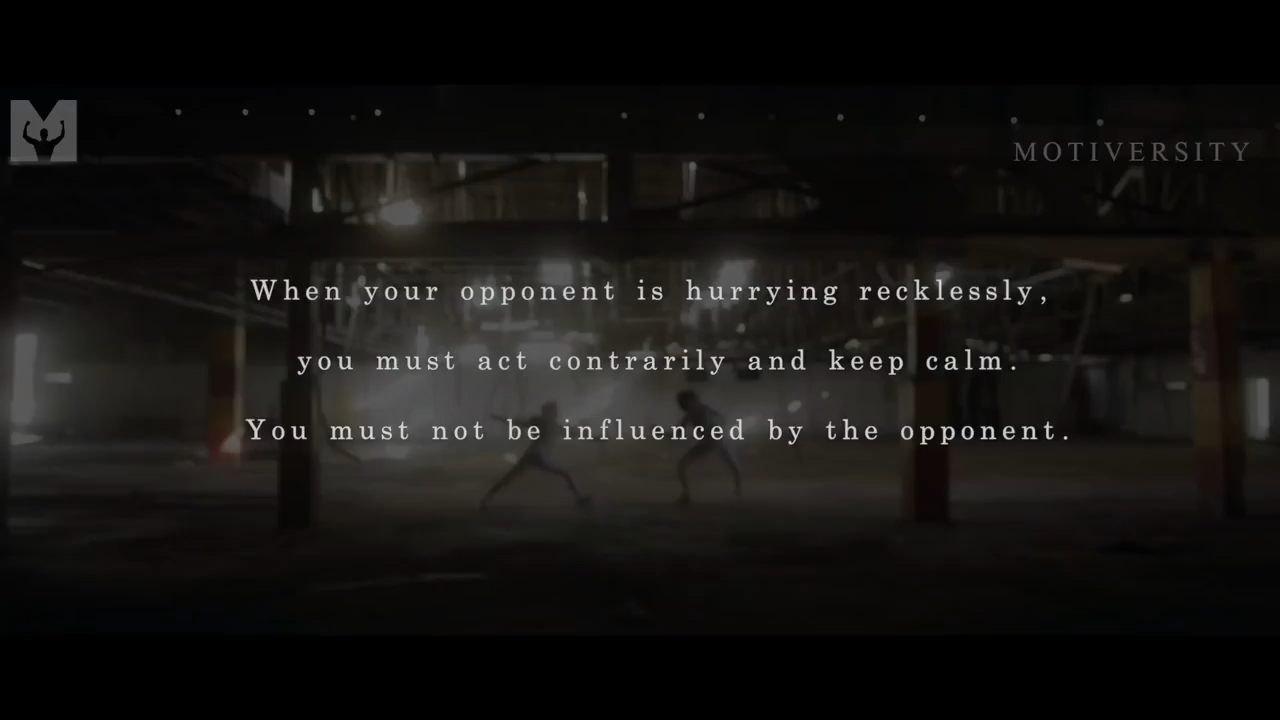 MOTIVERSITY
When your opponent is hurrying recklessly,
you must act contrarily and keep calm.
You must not be influenced by the opponent.